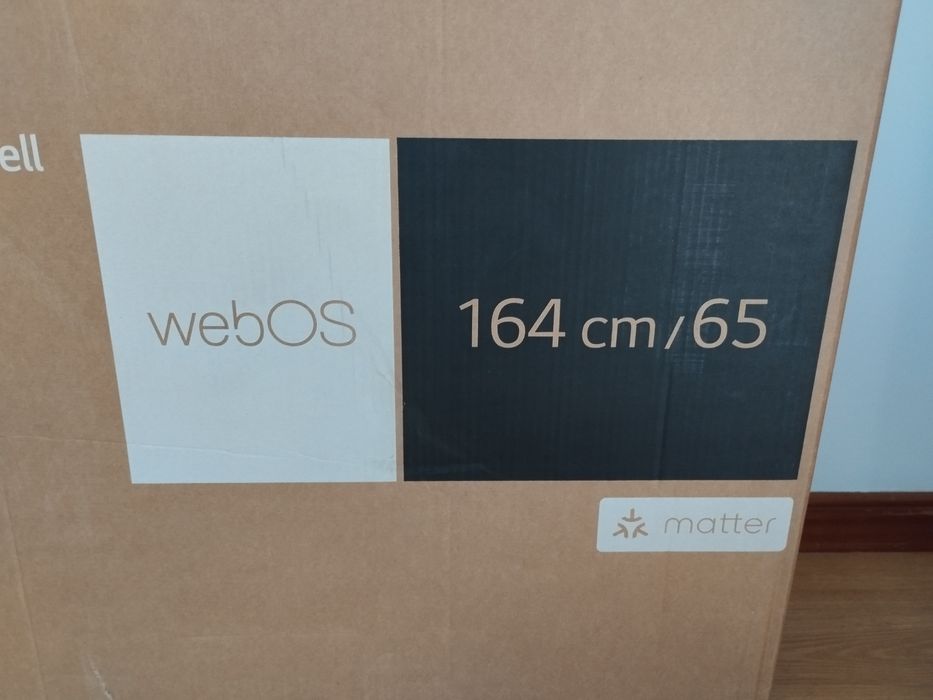 ell
webOS
164 cm/65
matter